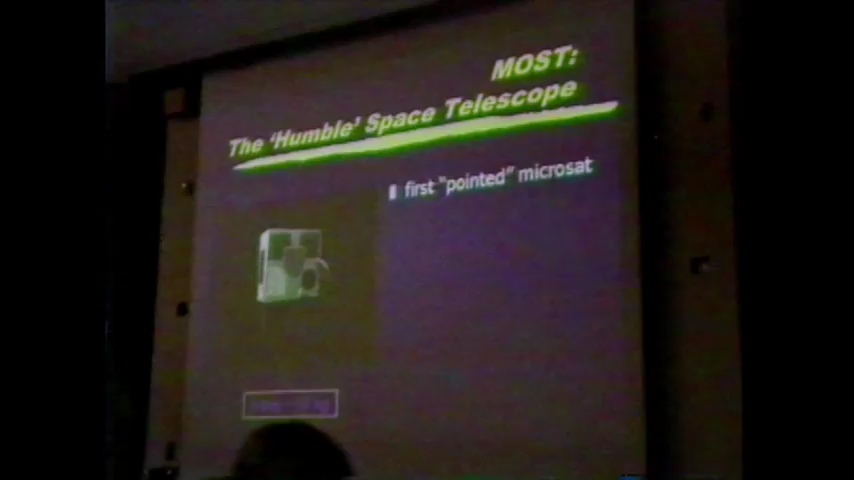 MOST:
The ‘Humble’ Space Telescope
first “pointed” microsat